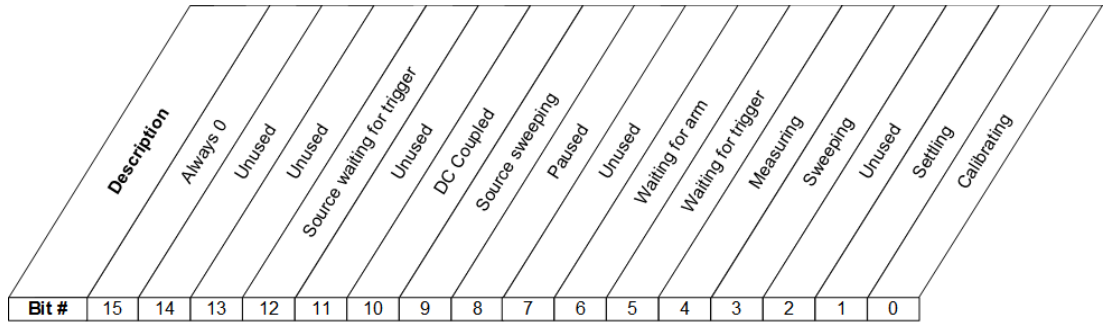 Description
Always 0
Unused
Unused
Source waiting for trigger
Unused
DC Coupled
Source sweeping
Paused
Unused
Waiting for arm
Waiting for trigger
Measuring
Sweeping
Unused
Settling
Calibrating
Bit # 15 14 13 12 11 10 9 8 7 6 5 4 3 2 1 0